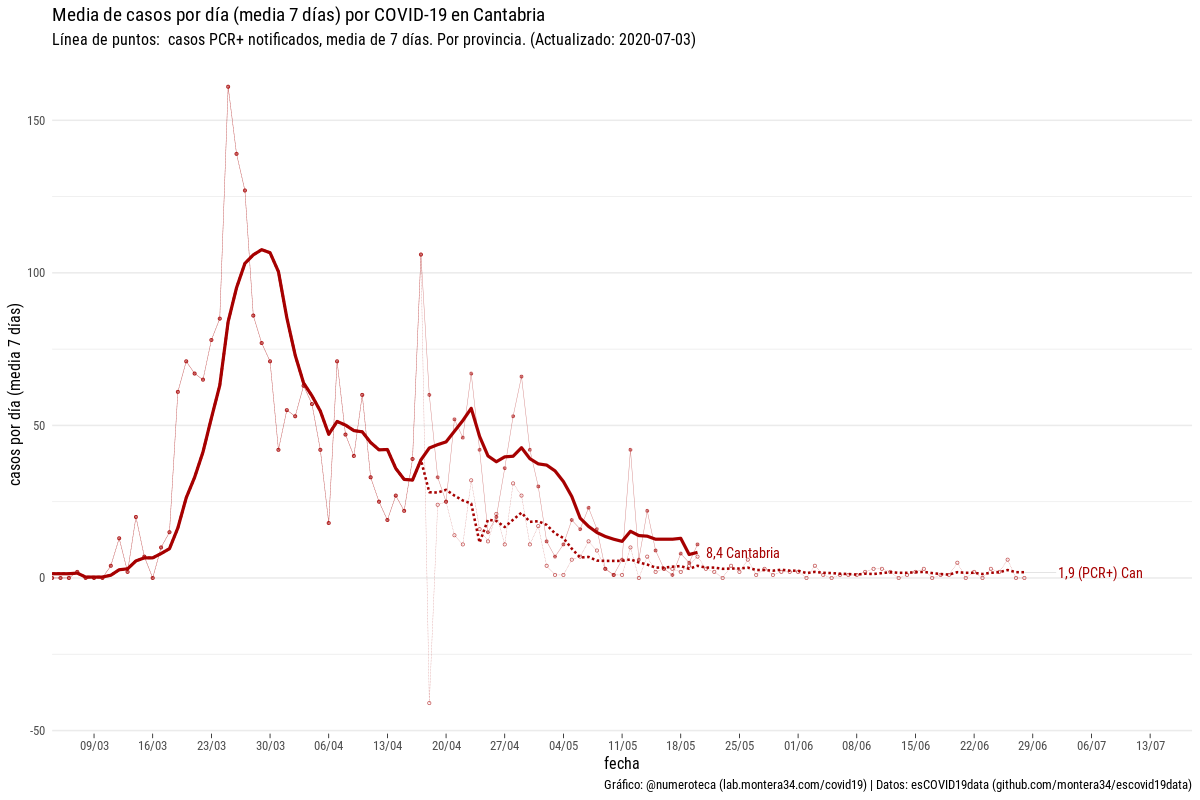 Media de casos por día (media 7 días) por COVID-19 en Cantabria
Línea de puntos:  casos PCR+ notificados, media de 7 días. Por provincia. (Actualizado: 2020-07-03)
casos por día (media 7 días)
150
100
50
0
-50
8,4 Cantabria
1,9 (PCR+) Can
09/03 16/03 23/03 30/03 06/04 13/04 20/04 27/04 04/05 11/05 18/05 25/05 01/06 08/06 15/06 22/06 29/06 06/07 13/07
fecha
Gráfico: @numeroteca (lab.montera34.com/covid19) | Datos: esCOVID19data (github.com/montera34/escovid19data)